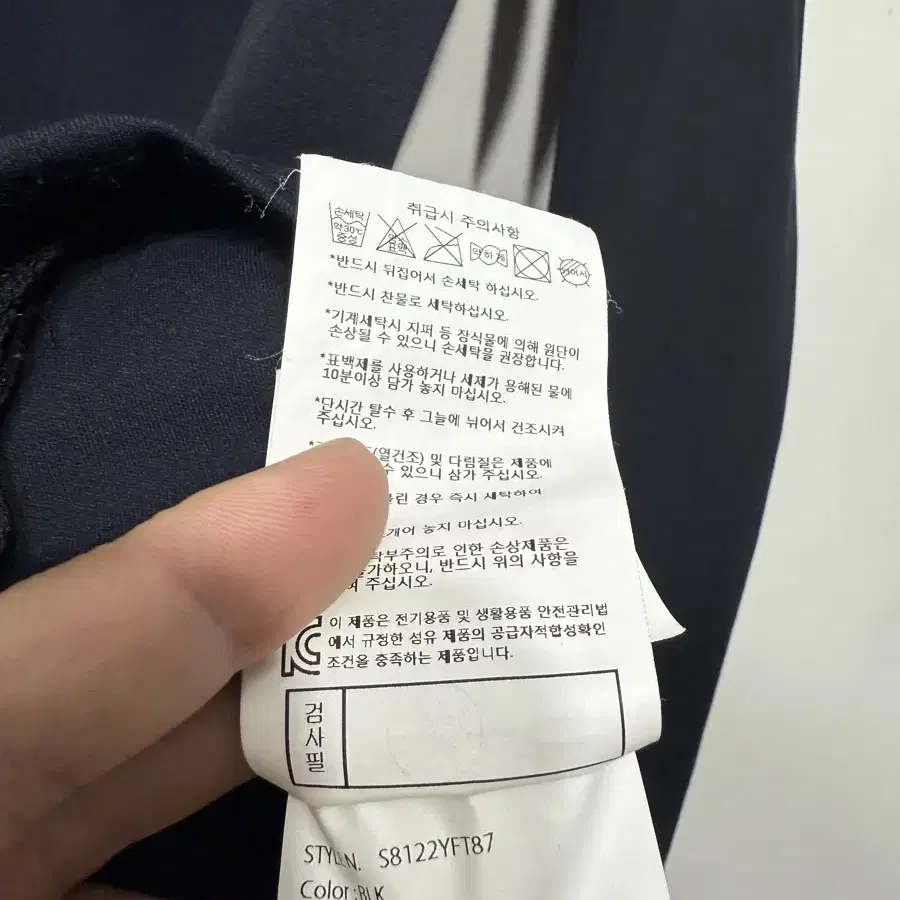 취급시 주의사항
손세탁
약30℃
중성
약하게
뉘어서
*반드시 뒤집어서 손세탁 하십시오.
*반드시 찬물로 세탁하십시오.
*기계세탁시 지퍼 등 장식물에 의해 원단이
손상될 수 있으니 손세탁을 권장합니다.
*표백제를 사용하거나 세제가 용해된 물에
10분이상 담가 놓지 마십시오.
*단시간 탈수 후 그늘에 뉘어서 건조시켜
주십시오.
(열건조) 및 다림질은 제품에
수 있으니 삼가 주십시오.
경우 즉시 세탁하여
놓지 마십시오.
인한 손상제품은
반드시 위의 사항을
주십시오.
이 제품은 전기용품 및 생활용품 안전관리법
에서 규정한 섬유 제품의 공급자적합성확인
조건을 충족하는 제품입니다.
검사필
S8122YFT87
Color:BLK